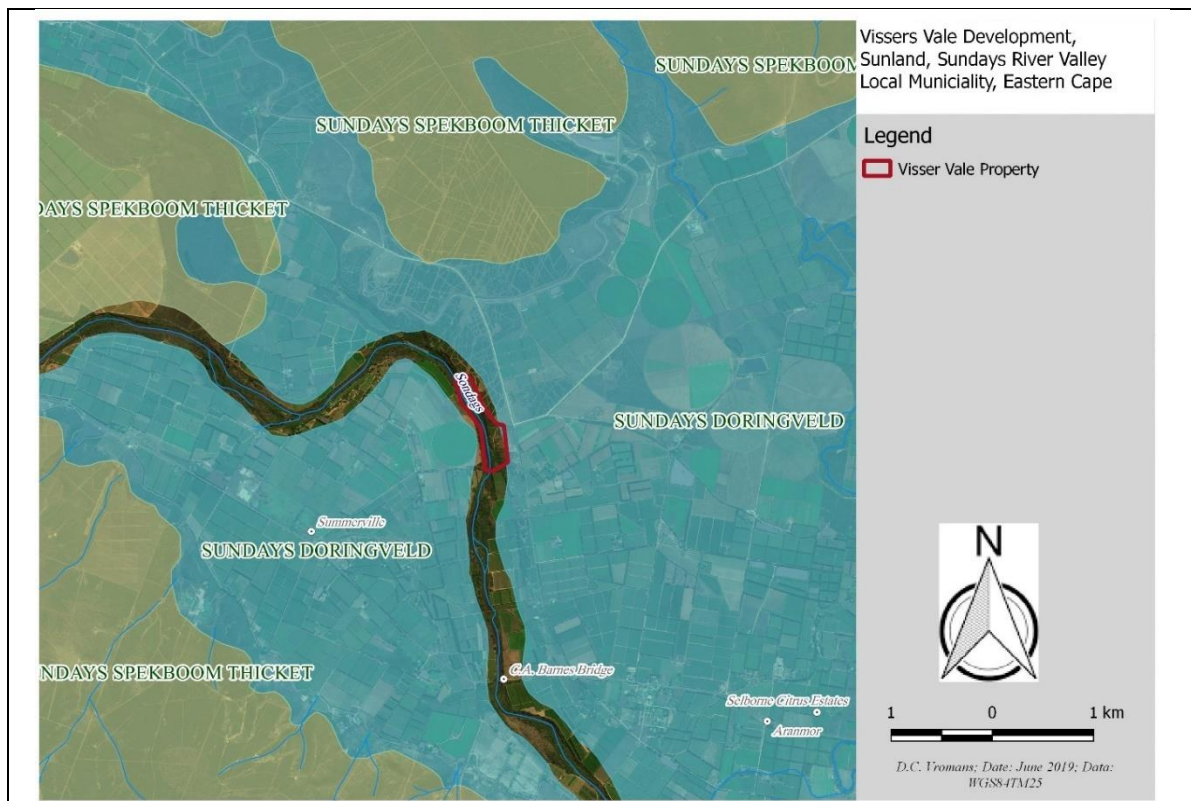 Vissers Vale Development,
Sunland, Sundays River Valley
Local Municiality, Eastern Cape
Legend
Visser Vale Property
SUNDAYS SPEKBOOM
SUNDAYS SPEKBOOM THICKET
DAYS SPEKBOOM THICKET
Sondags
SUNDAYS DORINGVELD
Summerville
SUNDAYS DORINGVELD
NDAYS SPEKBOOM THICKET
C.A. Barnes Bridge
Selborne Citrus Estates
Aranmor
N
1 0 1 km
D.C. Vromans; Date: June 2019; Data:
WGS84TM25